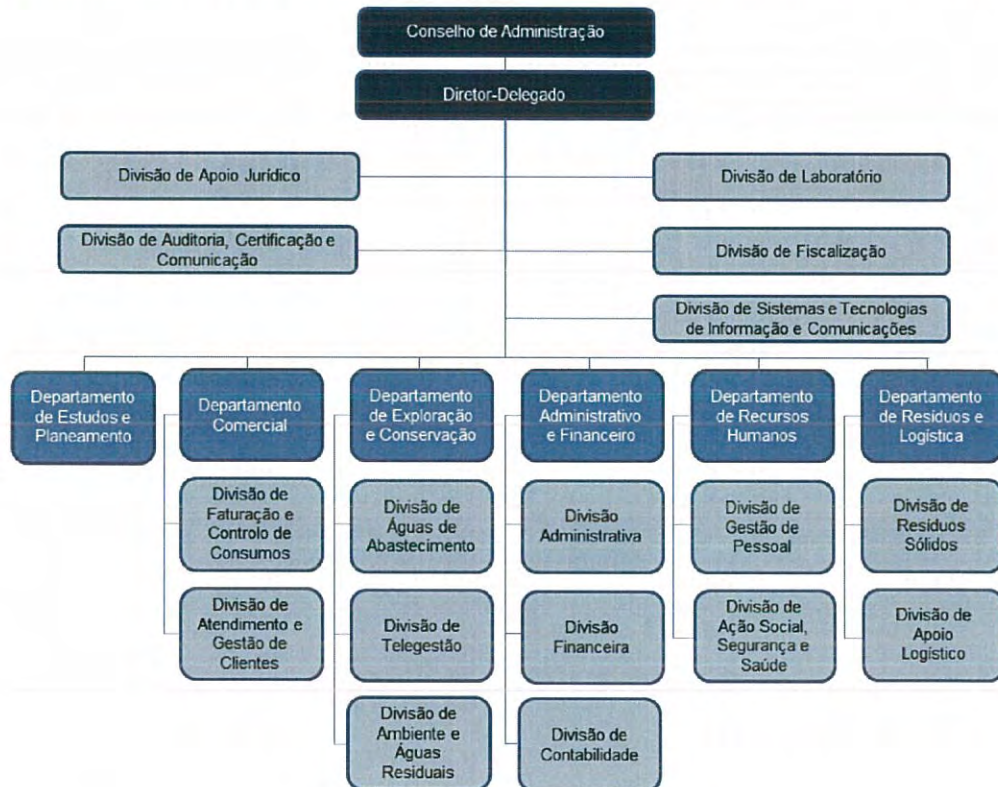 Conselho de Administração
Diretor-Delegado
Divisão de Apoio Jurídico
Divisão de Laboratório
Divisão de Auditoria, Certificação e
Comunicação
Divisão de Fiscalização
Divisão de Sistemas e Tecnologias
de Informação e Comunicações
Departamento
de Estudos e
Planeamento
Departamento
Comercial
Departamento
de Exploração
e Conservação
Departamento
Administrativo
e Financeiro
Departamento
de Recursos
Humanos
Departamento
de Resíduos e
Logística
Divisão de
Faturação e
Controlo de
Consumos
Divisão de
Águas de
Abastecimento
Divisão
Administrativa
Divisão de
Gestão de
Pessoal
Divisão de
Resíduos
Sólidos
Divisão de
Atendimento e
Gestão de
Clientes
Divisão de
Telegestão
Divisão
Financeira
Divisão de
Ação Social,
Segurança e
Saúde
Divisão de
Apoio
Logístico
Divisão de
Ambiente e
Águas
Residuais
Divisão de
Contabilidade